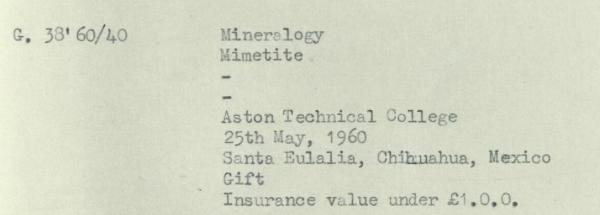 G. 38'60/40 Mineralogy
Mimetite
-
-
Aston Technical College
25th May, 1960
Santa Eulalia, Chihuahua, Mexico
Gift
Insurance value under £1.0.0.